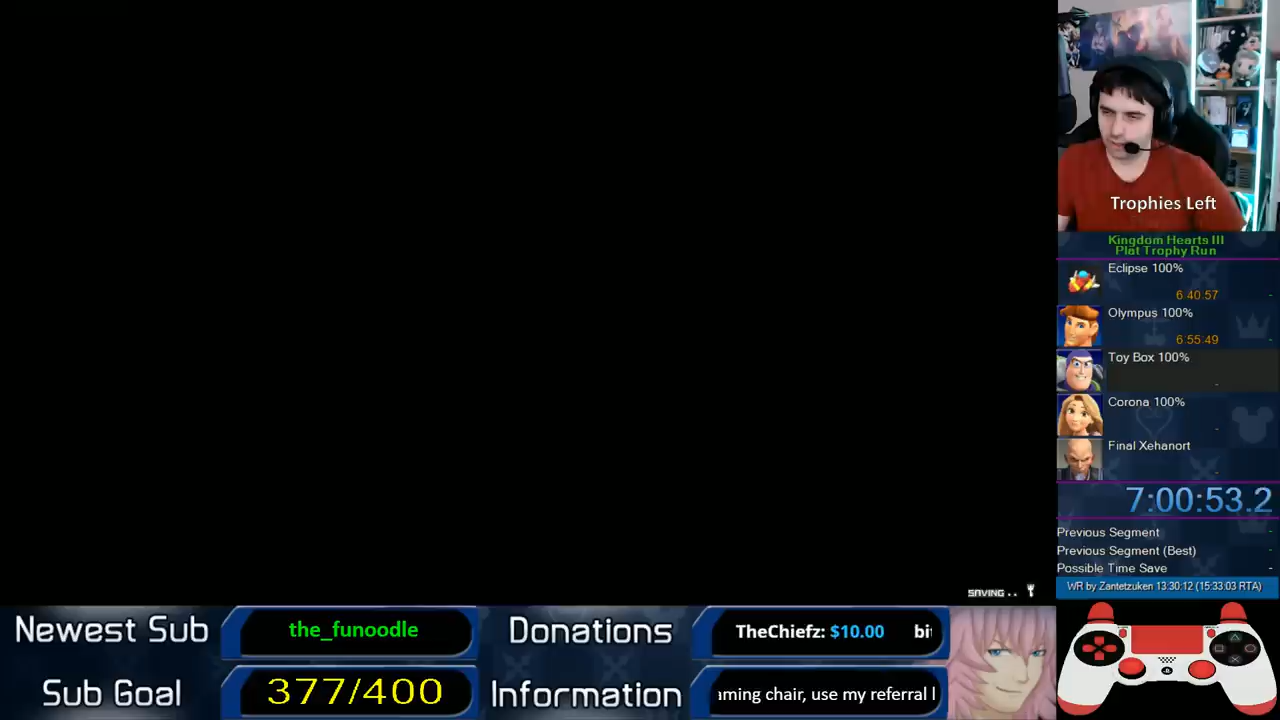 Trophies Left
Kingdom Hearts III
Plat Trophy Run
Eclipse 100%
6:40:57 -
Olympus 100%
6:55:49 -
Toy Box 100%
-
Corona 100%
-
Final Xehanort
-
7:00:53.2
Previous Segment -
Previous Segment (Best) -
Possible Time Save -
WR by Zantetzuken 13:30:12 (15:33:03 RTA)
SAVING . .
Newest Sub
the_funoodle
Donations
TheChiefz: $10.00 bit
Sub Goal
377/400
Information
aming chair, use my referral l